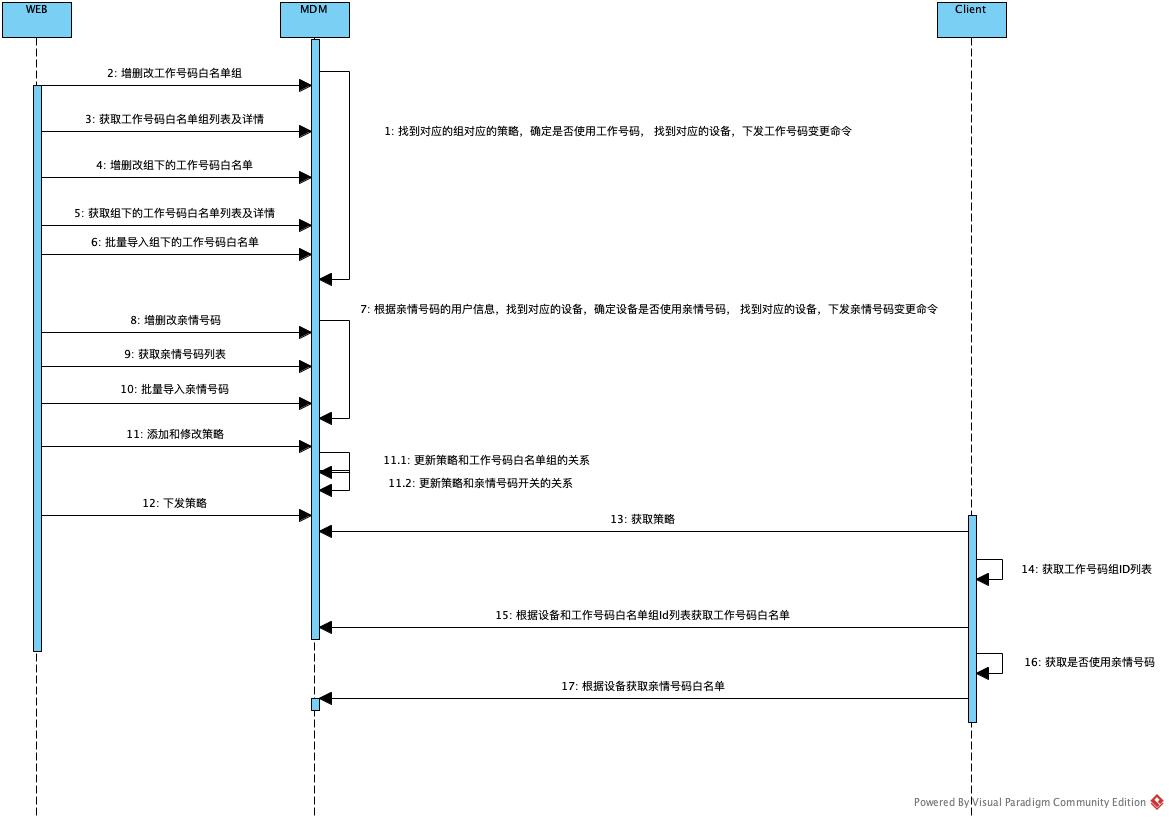 WEB
MDM
Client
2: 增删改工作号码白名单组
3: 获取工作号码白名单组列表及详情
1: 找到对应的组对应的策略，确定是否使用工作号码， 找到对应的设备，下发工作号码变更命令
4: 增删改组下的工作号码白名单
5: 获取组下的工作号码白名单列表及详情
6: 批量导入组下的工作号码白名单
7: 根据亲情号码的用户信息，找到对应的设备，确定设备是否使用亲情号码， 找到对应的设备，下发亲情号码变更命令
8: 增删改亲情号码
9: 获取亲情号码列表
10: 批量导入亲情号码
11: 添加和修改策略
11.1: 更新策略和工作号码白名单组的关系
11.2: 更新策略和亲情号码开关的关系
12: 下发策略
13: 获取策略
14: 获取工作号码组ID列表
15: 根据设备和工作号码白名单组Id列表获取工作号码白名单
16: 获取是否使用亲情号码
17: 根据设备获取亲情号码白名单
Powered By Visual Paradigm Community Edition